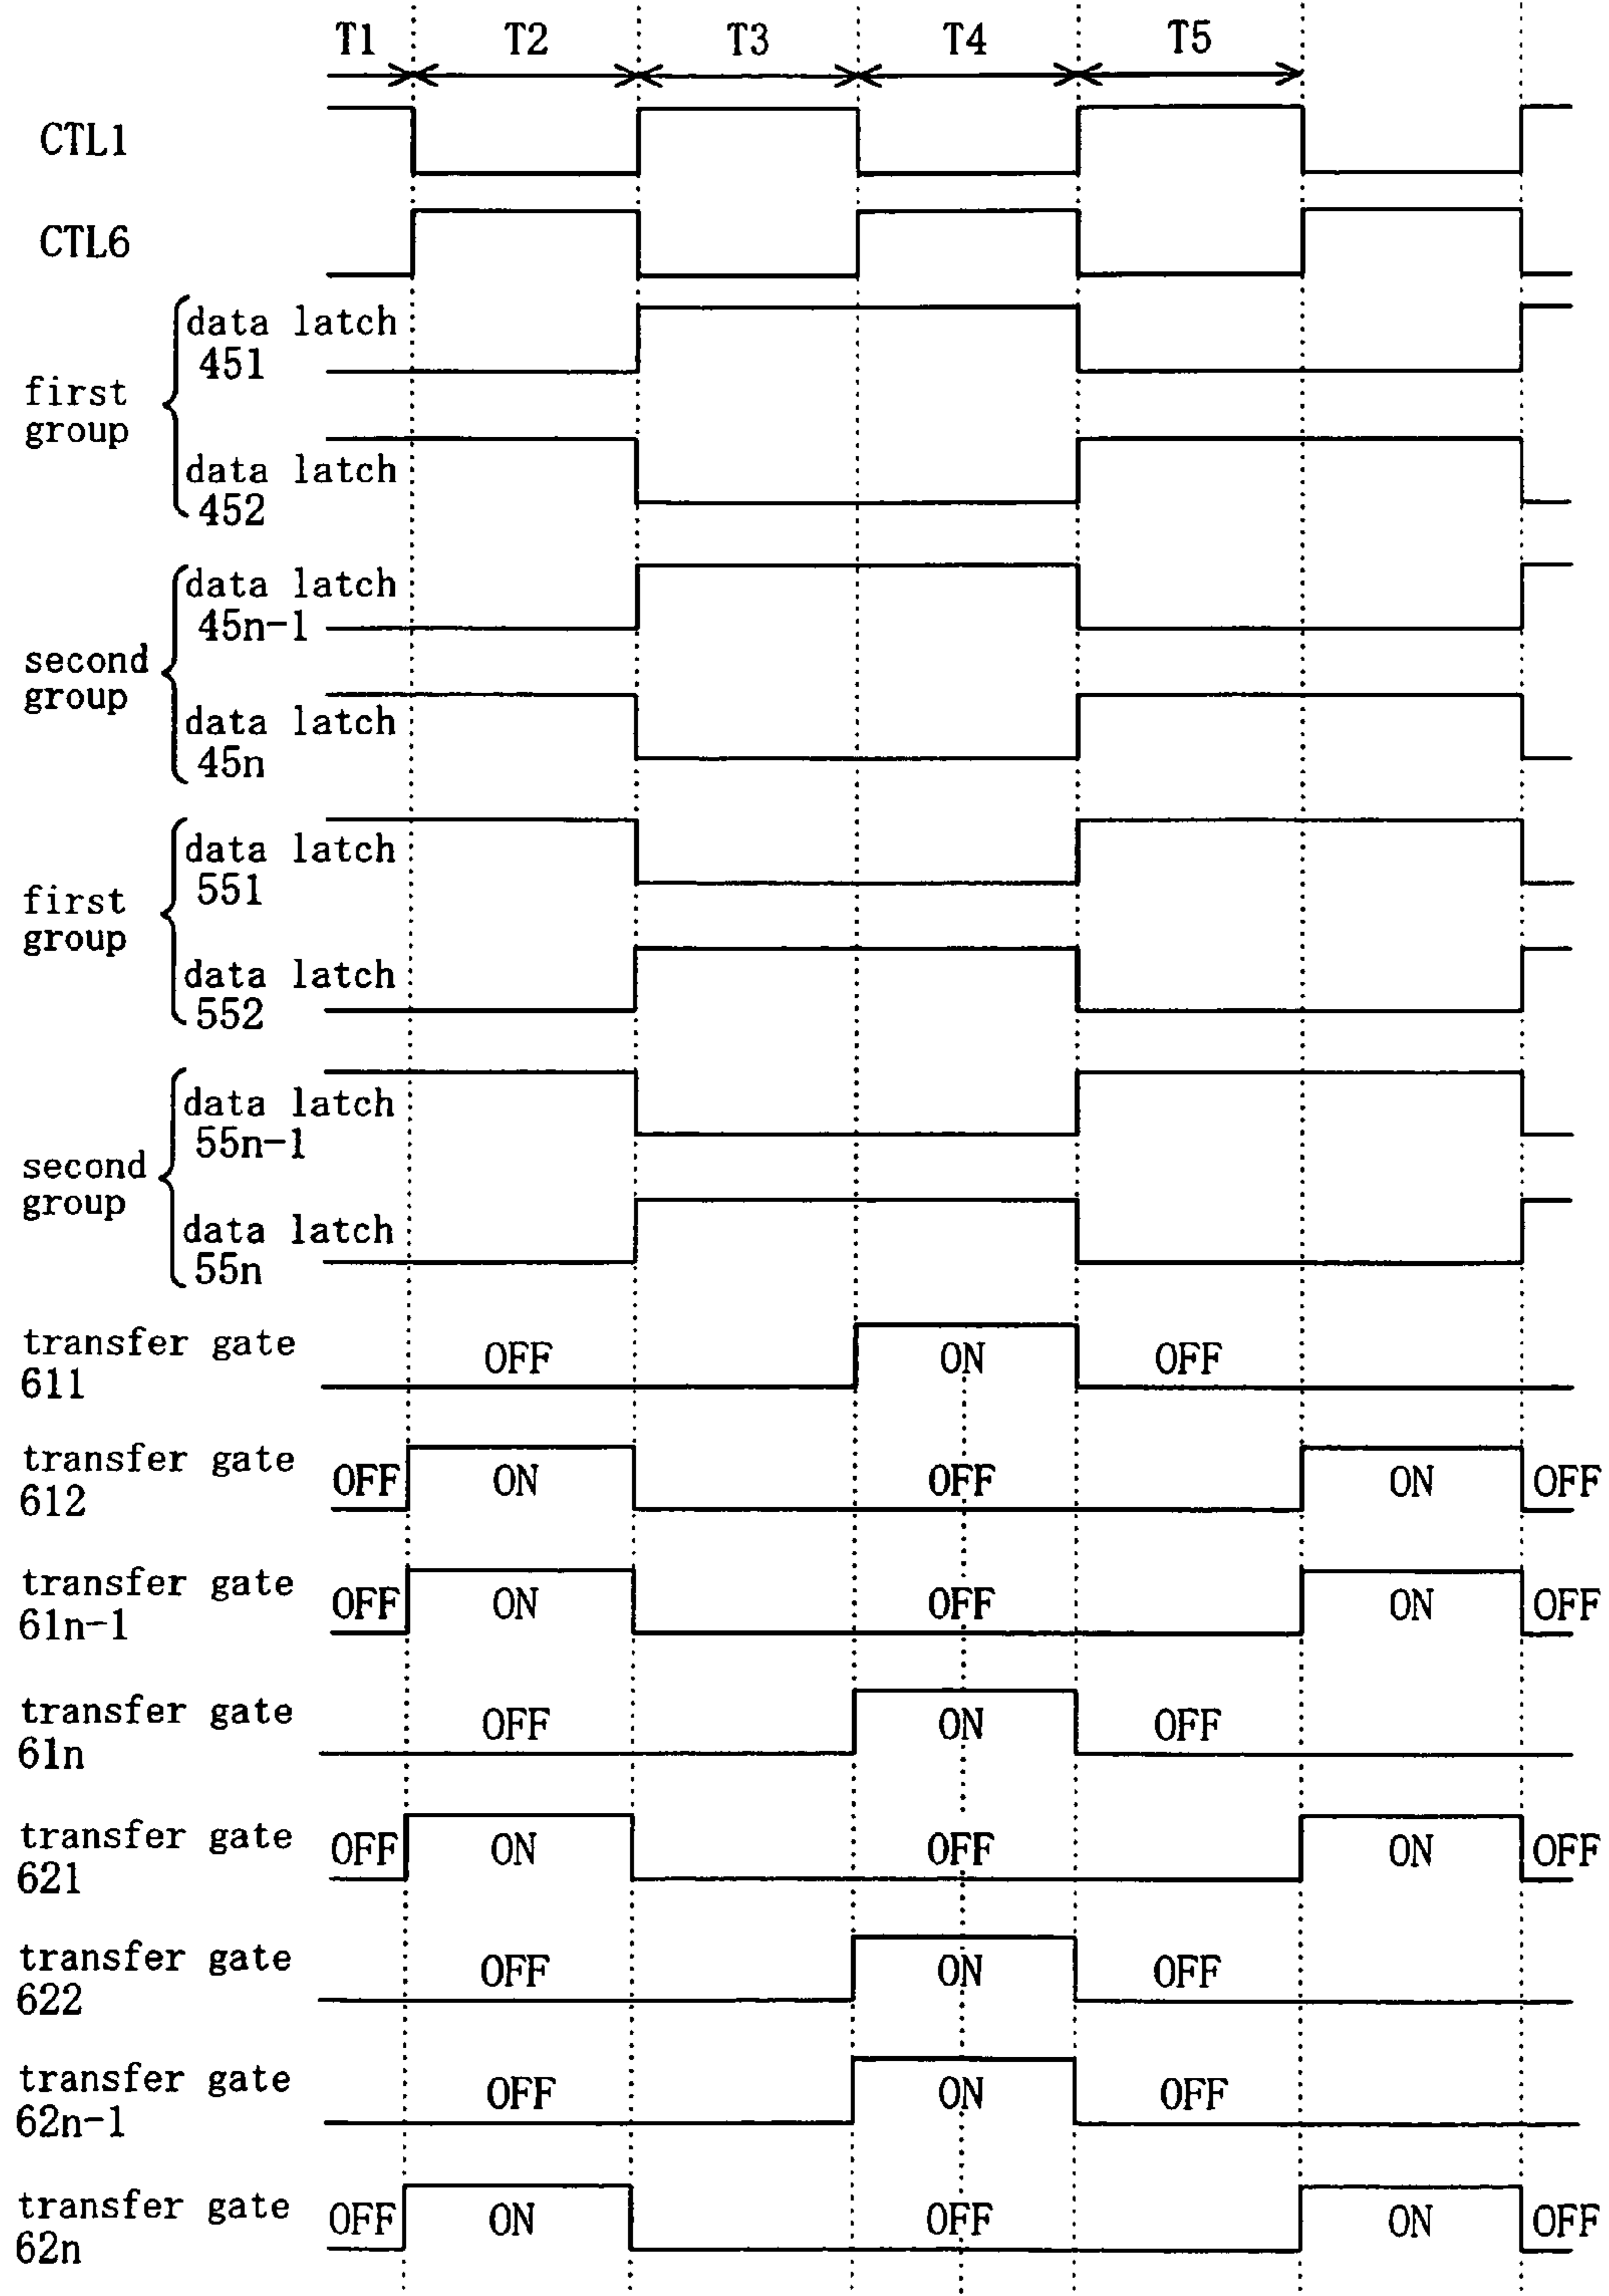 T1 T2 T3 T4 T5
CTL1
CTL6
first
group
data latch
451
data latch
452
second
group
data latch
45n-1
data latch
45n
first
group
data latch
551
data latch
552
second
group
data latch
55n-1
data latch
55n
transfer gate
611
OFF ON OFF
transfer gate
612
OFF ON OFF ON OFF
transfer gate
61n-1
OFF ON OFF ON OFF
transfer gate
61n
OFF ON OFF
transfer gate
621
OFF ON OFF ON OFF
transfer gate
622
OFF ON OFF
transfer gate
62n-1
OFF ON OFF
transfer gate
62n
OFF ON OFF ON OFF